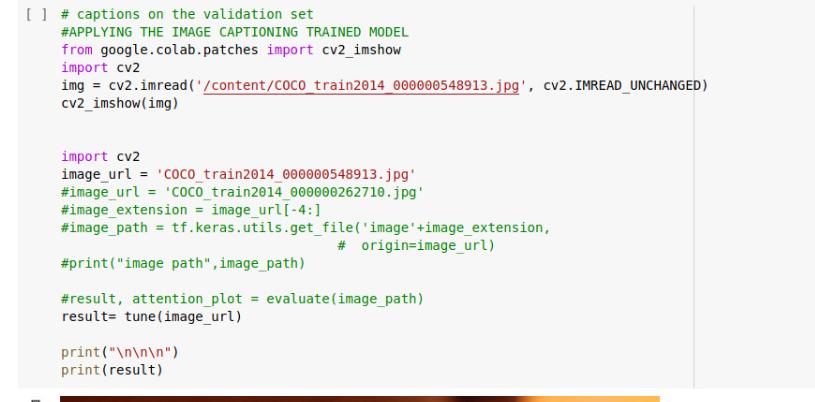 [ ] # captions on the validation set
#APPLYING THE IMAGE CAPTIONING TRAINED MODEL
from google.colab.patches import cv2_imshow
import cv2
img = cv2.imread('/content/COCO_train2014_000000548913.jpg', cv2.IMREAD_UNCHANGED)
cv2_imshow(img)
import cv2
image_url = 'COCO_train2014_000000548913.jpg'
#image_url = 'COCO_train2014_000000262710.jpg'
#image_extension = image_url[-4:]
#image_path = tf.keras.utils.get_file('image'+image_extension,
# origin=image_url)
#print("image path",image_path)
#result, attention_plot = evaluate(image_path)
result= tune(image_url)
print("\n\n\n")
print(result)